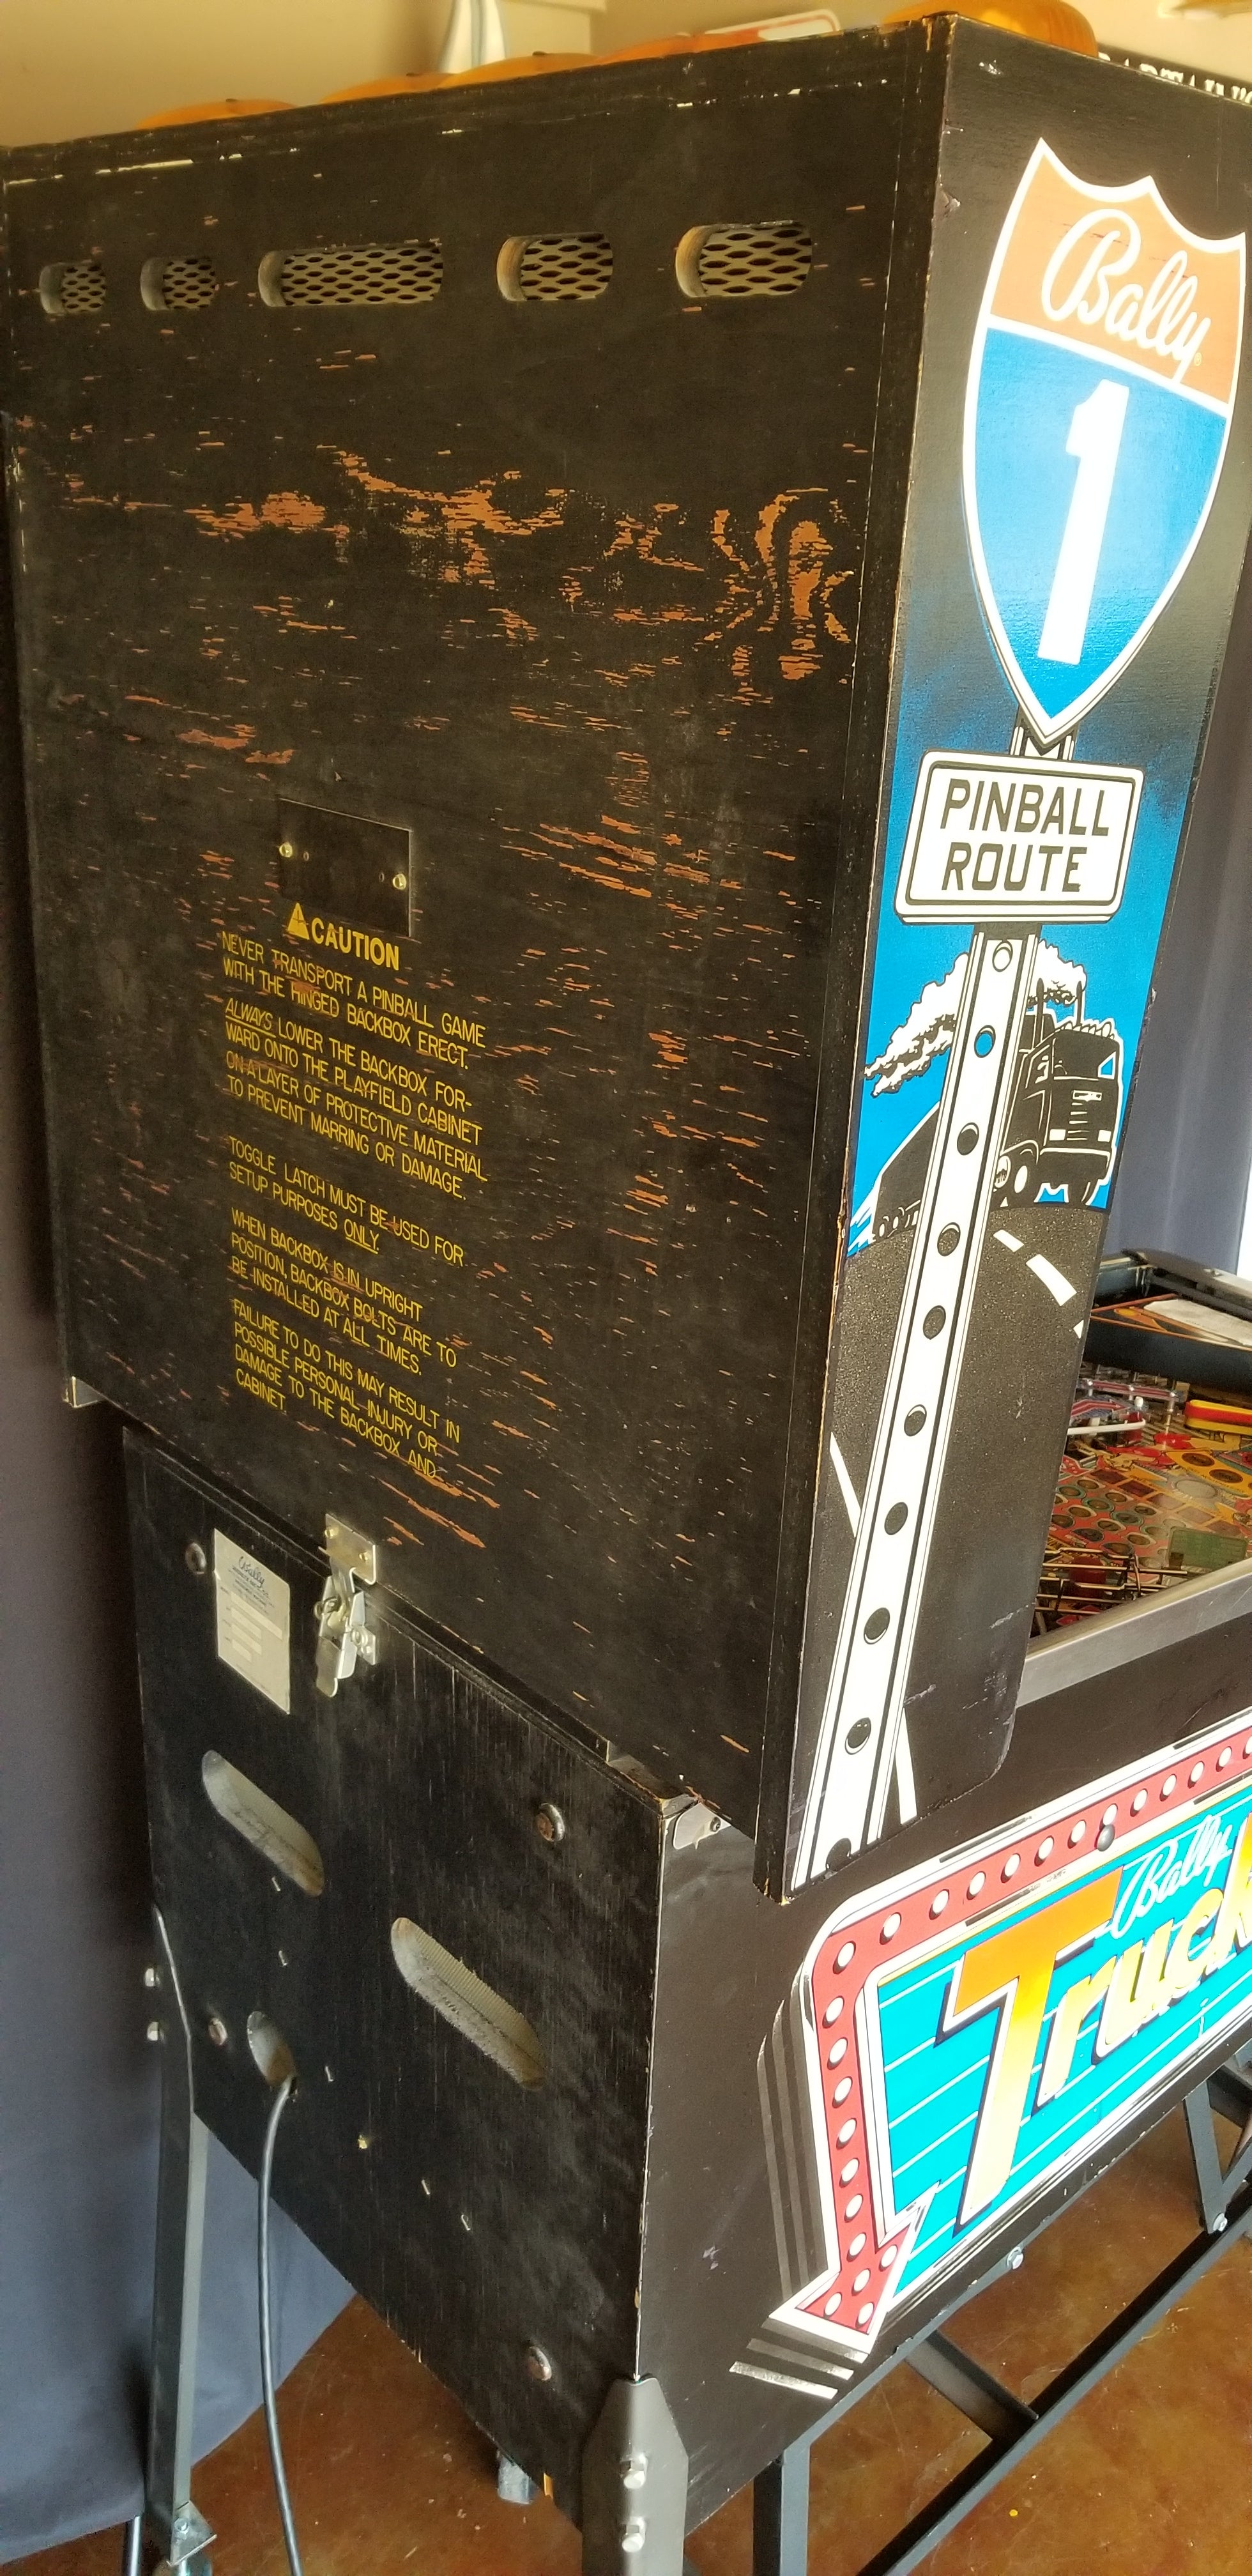 Bally
1
PINBALL
ROUTE
CAUTION
NEVER TRANSPORT A PINBALL GAME
WITH THE HINGED BACKBOX ERECT.
ALWAYS LOWER THE BACKBOX FOR-
WARD ONTO THE PLAYFIELD CABINET
ON A LAYER OF PROTECTIVE MATERIAL
TO PREVENT MARRING OR DAMAGE.
TOGGLE LATCH MUST BE USED FOR
SETUP PURPOSES ONLY.
WHEN BACKBOX IS IN UPRIGHT
POSITION, BACKBOX BOLTS ARE TO
BE INSTALLED AT ALL TIMES.
FAILURE TO DO THIS MAY RESULT IN
POSSIBLE PERSONAL INJURY OR
DAMAGE TO THE BACKBOX AND
CABINET.
Bally
Bally
Truck